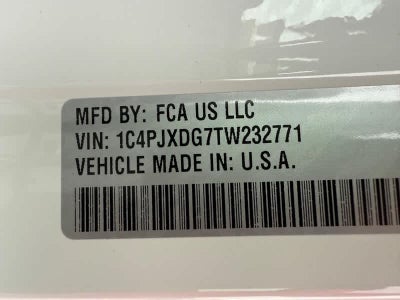 MFD BY: FCA US LLC
VIN: 1C4PJXDG7TW232771
VEHICLE MADE IN: U.S.A.